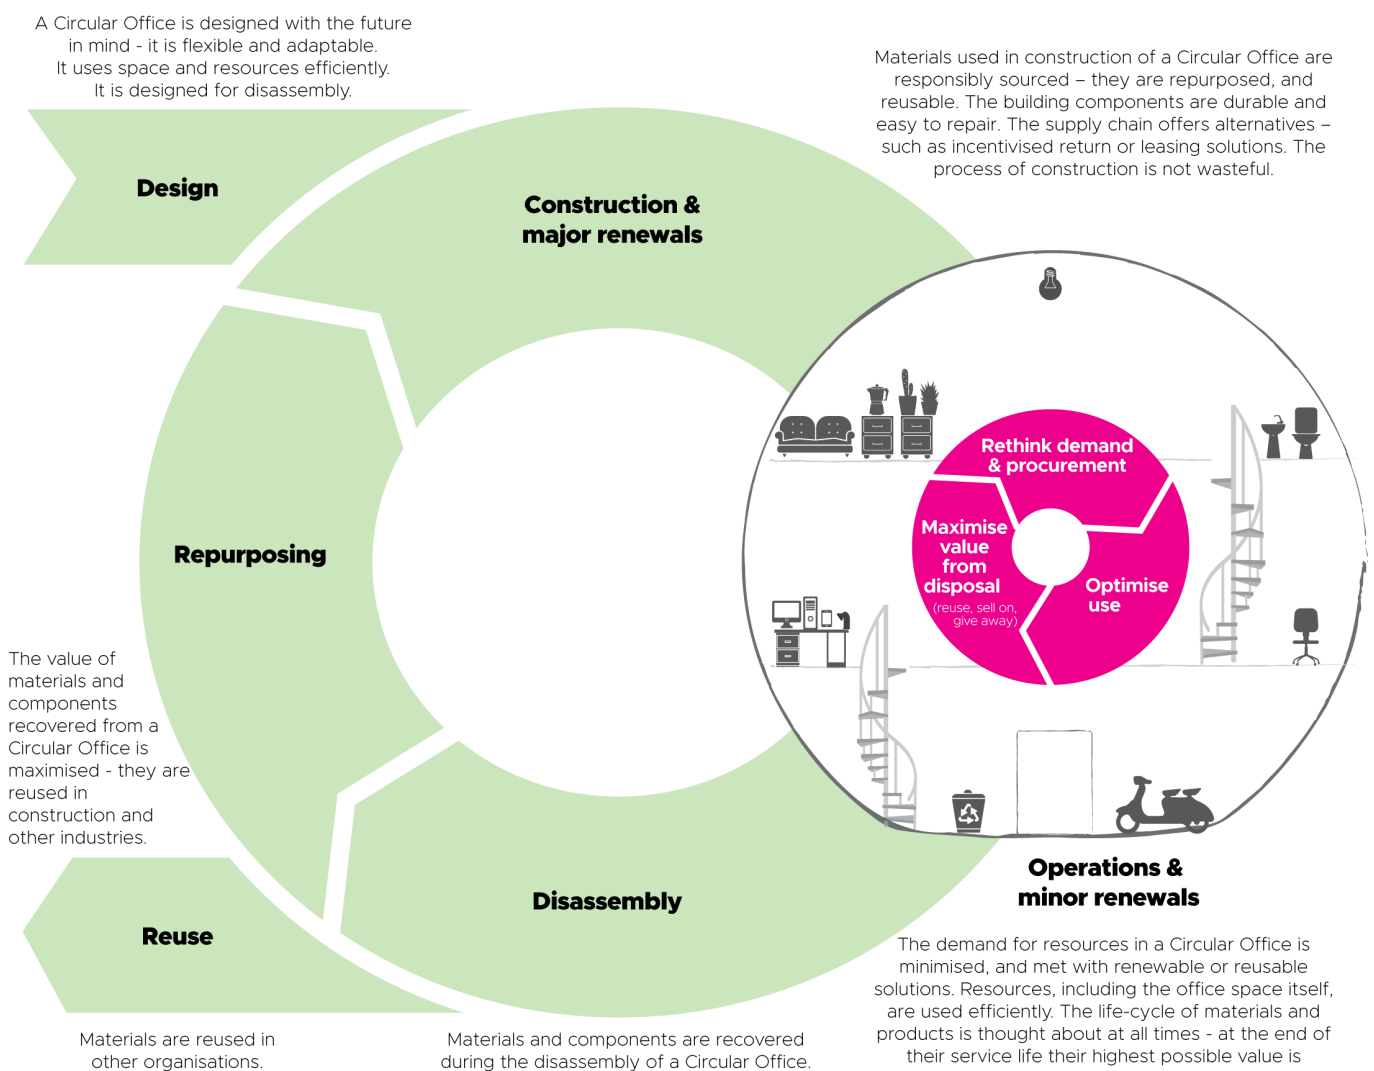 A Circular Office is designed with the future
in mind - it is flexible and adaptable.
It uses space and resources efficiently.
It is designed for disassembly.
Materials used in construction of a Circular Office are
responsibly sourced – they are repurposed, and
reusable. The building components are durable and
easy to repair. The supply chain offers alternatives –
such as incentivised return or leasing solutions. The
process of construction is not wasteful.
Design
Construction &
major renewals
Rethink demand
& procurement
Maximise
value
from
disposal
(reuse, sell on,
give away)
Optimise
use
Repurposing
The value of
materials and
components
recovered from a
Circular Office is
maximised - they are
reused in
construction and
other industries.
Operations &
minor renewals
Disassembly
Reuse
The demand for resources in a Circular Office is
minimised, and met with renewable or reusable
solutions. Resources, including the office space itself,
are used efficiently. The life-cycle of materials and
products is thought about at all times - at the end of
their service life their highest possible value is
Materials are reused in
other organisations.
Materials and components are recovered
during the disassembly of a Circular Office.